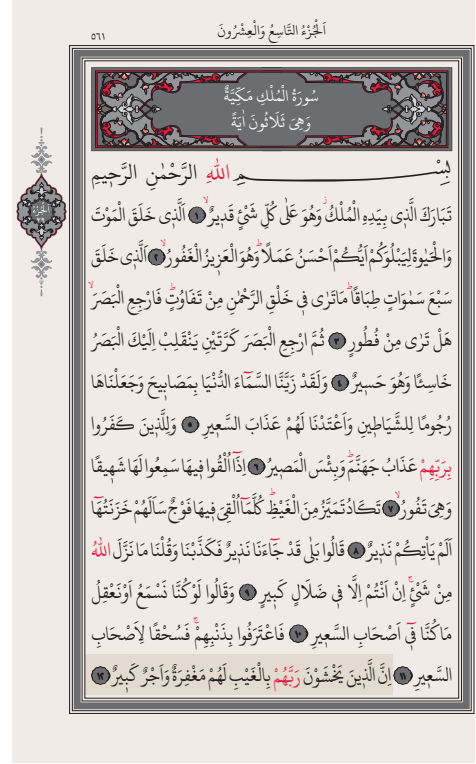 ٥٦١
اَلْجُزْءُ التَّاسِعُ وَالْعِشْرُونَ
سُورَةُ الْمُلْكِ مَكِّيَّةٌ
وَهِيَ ثَلَاثُونَ اٰيَةً
بِسْمِ اللّٰهِ الرَّحْمٰنِ الرَّحٖيمِ
تَبَارَكَ الَّذٖي بِيَدِهِ الْمُلْكُۘ وَهُوَ عَلٰى كُلِّ شَيْءٍ قَدٖيرٌۙ ﴿١﴾ اَلَّذٖي خَلَقَ الْمَوْتَ
وَالْحَيٰوةَ لِيَبْلُوَكُمْ اَيُّكُمْ اَحْسَنُ عَمَلًاؕ وَهُوَ الْعَزٖيزُ الْغَفُورُۙ ﴿٢﴾ اَلَّذٖي خَلَقَ
سَبْعَ سَمٰوَاتٍ طِبَاقًاؕ مَا تَرٰى فٖي خَلْقِ الرَّحْمٰنِ مِنْ تَفَاوُتٍؕ فَارْجِعِ الْبَصَرَۙ
هَلْ تَرٰى مِنْ فُطُورٍ ﴿٣﴾ ثُمَّ ارْجِعِ الْبَصَرَ كَرَّتَيْنِ يَنْقَلِبْ اِلَيْكَ الْبَصَرُ
خَاسِئًا وَهُوَ حَسٖيرٌ ﴿٤﴾ وَلَقَدْ زَيَّنَّا السَّمَٓاءَ الدُّنْيَا بِمَصَابٖيحَ وَجَعَلْنَاهَا
رُجُومًا لِلشَّيَاطٖينِ وَاَعْتَدْنَا لَهُمْ عَذَابَ السَّعٖيرِ ﴿٥﴾ وَلِلَّذٖينَ كَفَرُوا
بِرَبِّهِمْ عَذَابُ جَهَنَّمَؕ وَبِئْسَ الْمَصٖيرُ ﴿٦﴾ اِذَٓا اُلْقُوا فٖيهَا سَمِعُوا لَهَا شَهٖيقًا
وَهِيَ تَفُورُۙ ﴿٧﴾ تَكَادُ تَمَيَّزُ مِنَ الْغَيْظِؕ كُلَّمَٓا اُلْقِيَ فٖيهَا فَوْجٌ سَاَلَهُمْ خَزَنَتُهَٓا
اَلَمْ يَأْتِكُمْ نَذٖيرٌ ﴿٨﴾ قَالُوا بَلٰى قَدْ جَٓاءَنَا نَذٖيرٌ فَكَذَّبْنَا وَقُلْنَا مَا نَزَّلَ اللّٰهُ
مِنْ شَيْءٍۚ اِنْ اَنْتُمْ اِلَّا فٖي ضَلَالٍ كَبٖيرٍ ﴿٩﴾ وَقَالُوا لَوْ كُنَّا نَسْمَعُ اَوْ نَعْقِلُ
مَا كُنَّا فٖٓي اَصْحَابِ السَّعٖيرِ ﴿١٠﴾ فَاعْتَرَفُوا بِذَنْبِهِمْۚ فَسُحْقًا لِاَصْحَابِ
السَّعٖيرِ ﴿١١﴾ اِنَّ الَّذٖينَ يَخْشَوْنَ رَبَّهُمْ بِالْغَيْبِ لَهُمْ مَغْفِرَةٌ وَاَجْرٌ كَبٖيرٌ ﴿١٢﴾